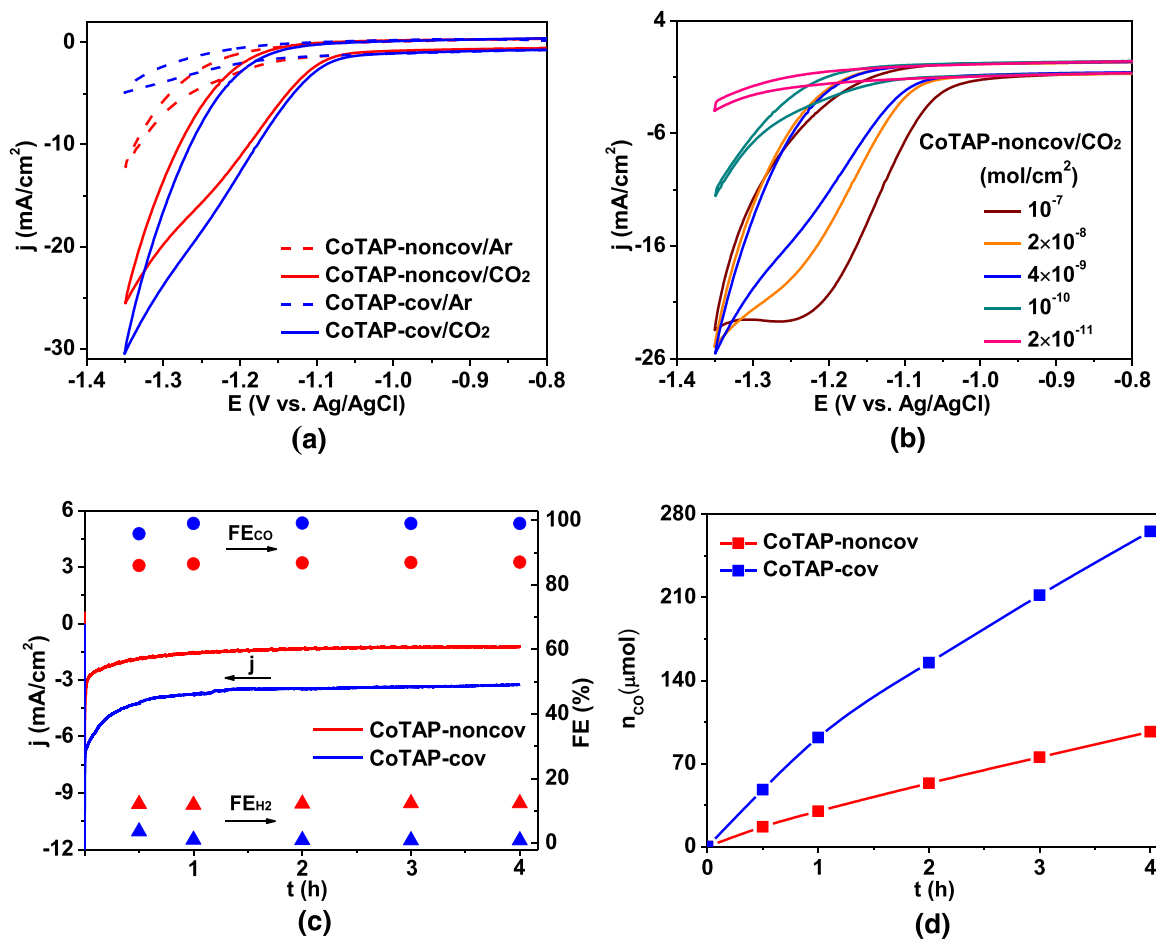 0
-10
-20
-30
j (mA/cm²)
CoTAP-noncov/Ar
CoTAP-noncov/CO₂
CoTAP-cov/Ar
CoTAP-cov/CO₂
-1.4 -1.3 -1.2 -1.1 -1.0 -0.9 -0.8
E (V vs. Ag/AgCl)
(a)
4
-6
-16
-26
j (mA/cm²)
CoTAP-noncov/CO₂
(mol/cm²)
10⁻⁷
2×10⁻⁸
4×10⁻⁹
10⁻¹⁰
2×10⁻¹¹
-1.4 -1.3 -1.2 -1.1 -1.0 -0.9 -0.8
E (V vs. Ag/AgCl)
(b)
6
3
0
-3
-6
-9
-12
j (mA/cm²)
FE_CO
j
CoTAP-noncov
CoTAP-cov
FE_H2
100
80
60
40
20
0
FE (%)
1 2 3 4
t (h)
(c)
280
210
140
70
0
n_CO (μmol)
CoTAP-noncov
CoTAP-cov
0 1 2 3 4
t (h)
(d)